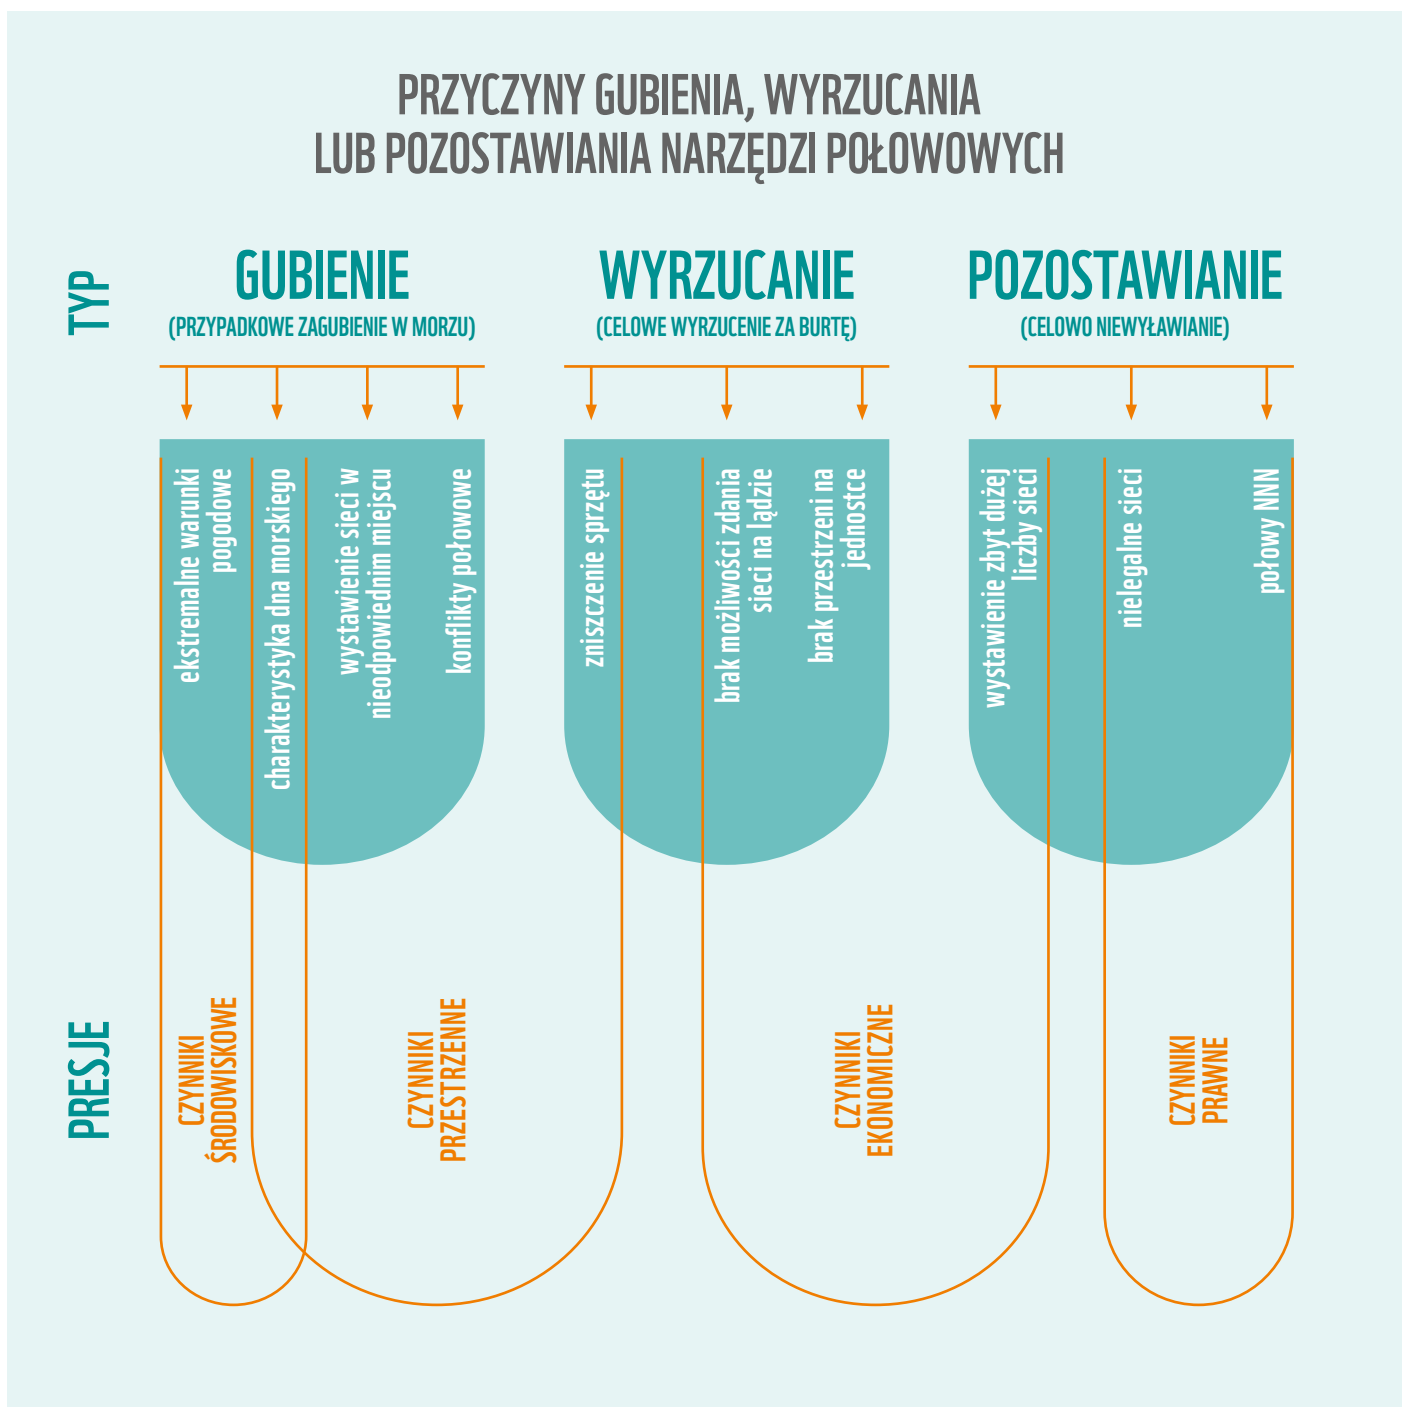 PRZYCZYNY GUBIENIA, WYRZUCANIA
LUB POZOSTAWIANIA NARZĘDZI POŁOWOWYCH
TYP
GUBIENIE
(PRZYPADKOWE ZAGUBIENIE W MORZU)
WYRZUCANIE
(CELOWE WYRZUCENIE ZA BURTĘ)
POZOSTAWIANIE
(CELOWO NIEWYŁAWIANIE)
ekstremalne warunki
pogodowe
charakterystyka dna morskiego
wystawienie sieci w
nieodpowiednim miejscu
konflikty połowowe
zniszczenie sprzętu
brak możliwości zdania
sieci na lądzie
brak przestrzeni na
jednostce
wystawienie zbyt dużej
liczby sieci
nielegalne sieci
połowy NNN
PRESJE
CZYNNIKI
ŚRODOWISKOWE
CZYNNIKI
PRZESTRZENNE
CZYNNIKI
EKONOMICZNE
CZYNNIKI
PRAWNE